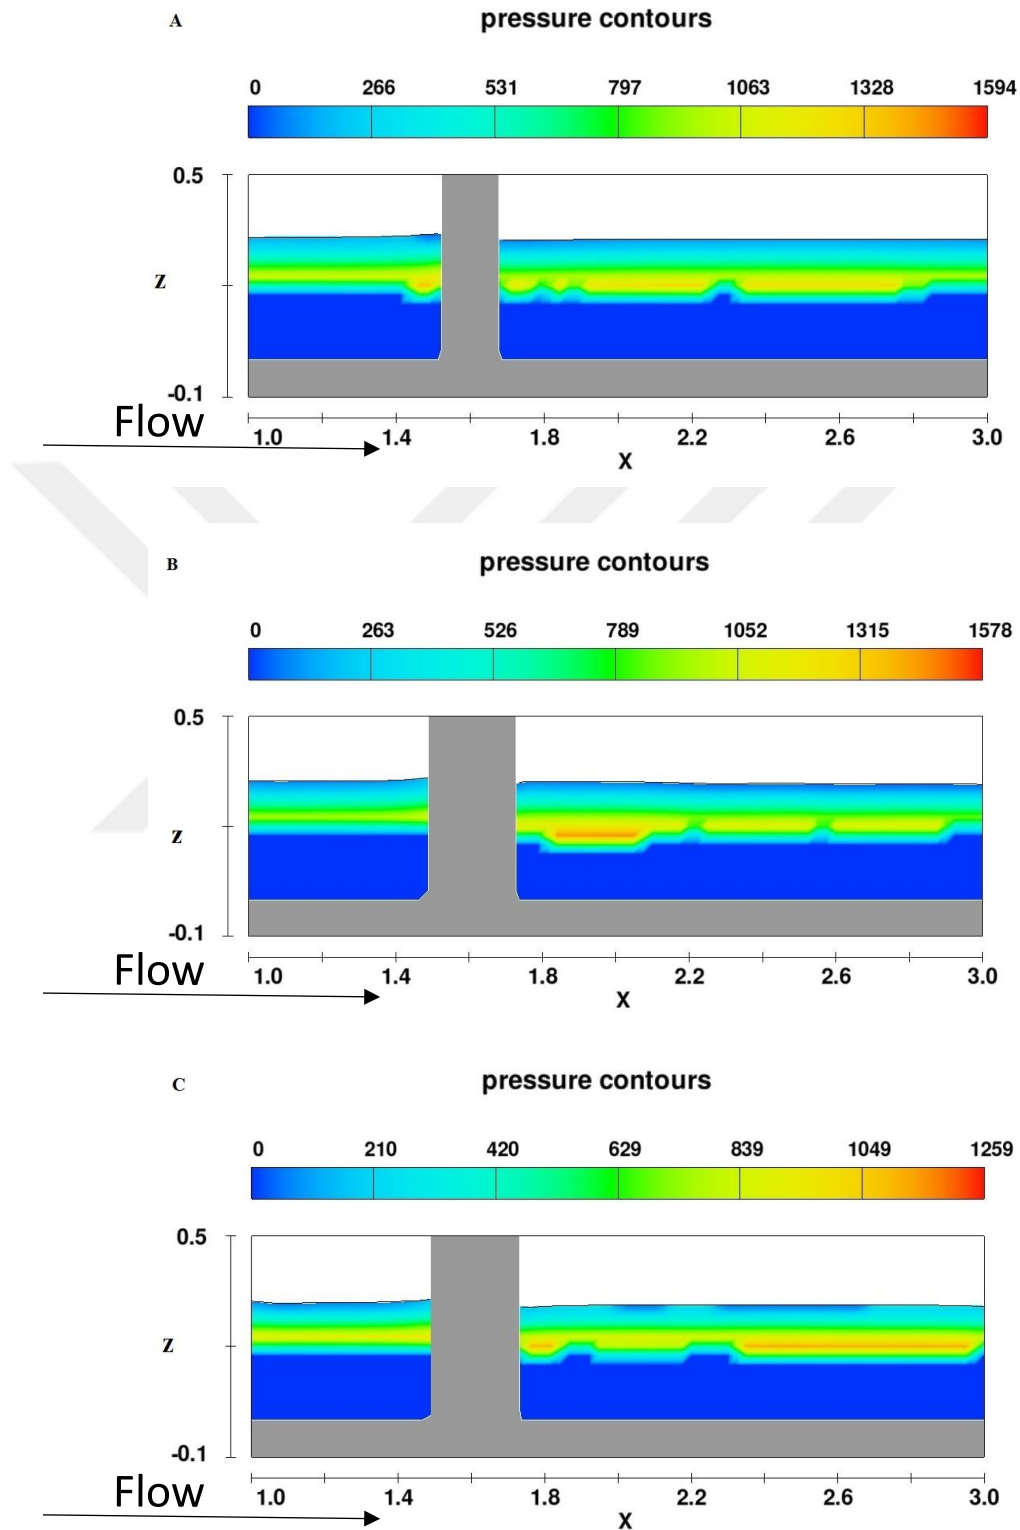 A
pressure contours
0 266 531 797 1063 1328 1594
0.5
Z
-0.1
Flow
1.0 1.4 1.8 2.2 2.6 3.0
X
B
pressure contours
0 263 526 789 1052 1315 1578
0.5
Z
-0.1
Flow
1.0 1.4 1.8 2.2 2.6 3.0
X
C
pressure contours
0 210 420 629 839 1049 1259
0.5
Z
-0.1
Flow
1.0 1.4 1.8 2.2 2.6 3.0
X